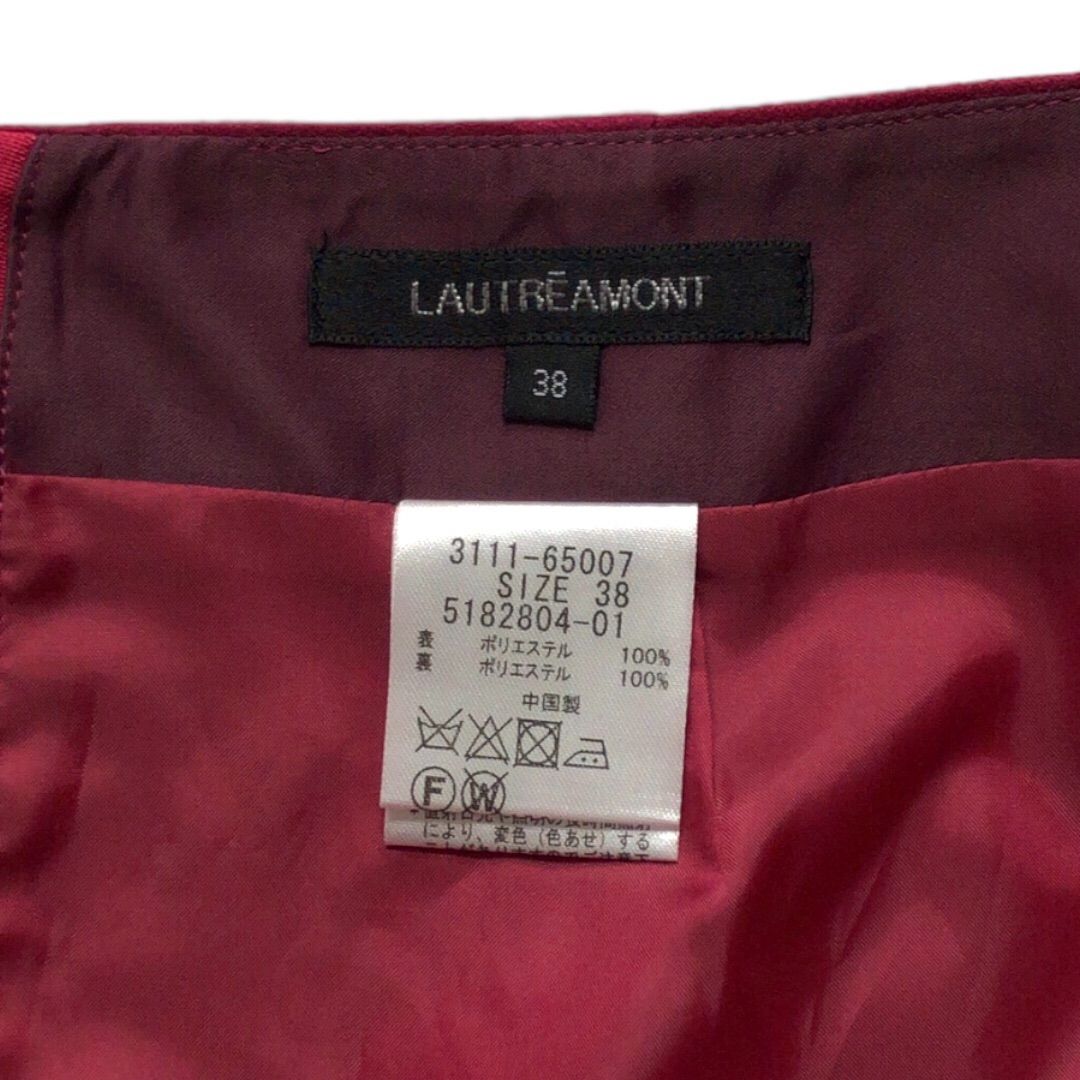 LAUTRĒAMONT
38
3111-65007
SIZE 38
5182804-01
表 ポリエステル 100%
裏 ポリエステル 100%
中国製
F W
により、変色（色あせ）する